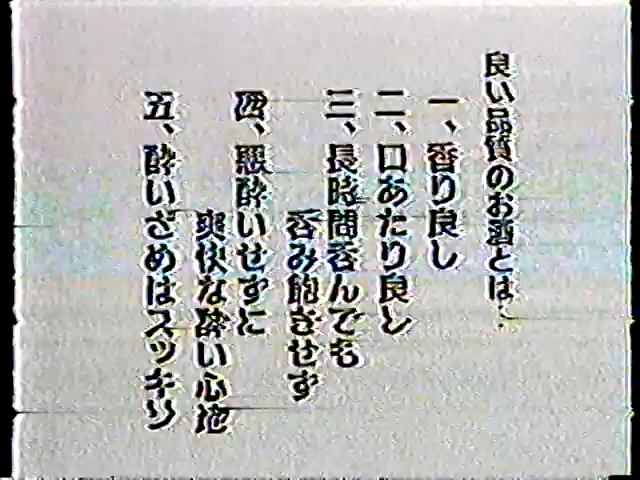 良い品質のお酒とは‥
一、香り良し
二、口あたり良し
三、長時間呑んでも
呑み飽きせず
四、悪酔いせずに
爽快な酔い心地
五、酔いざめはスッキリ